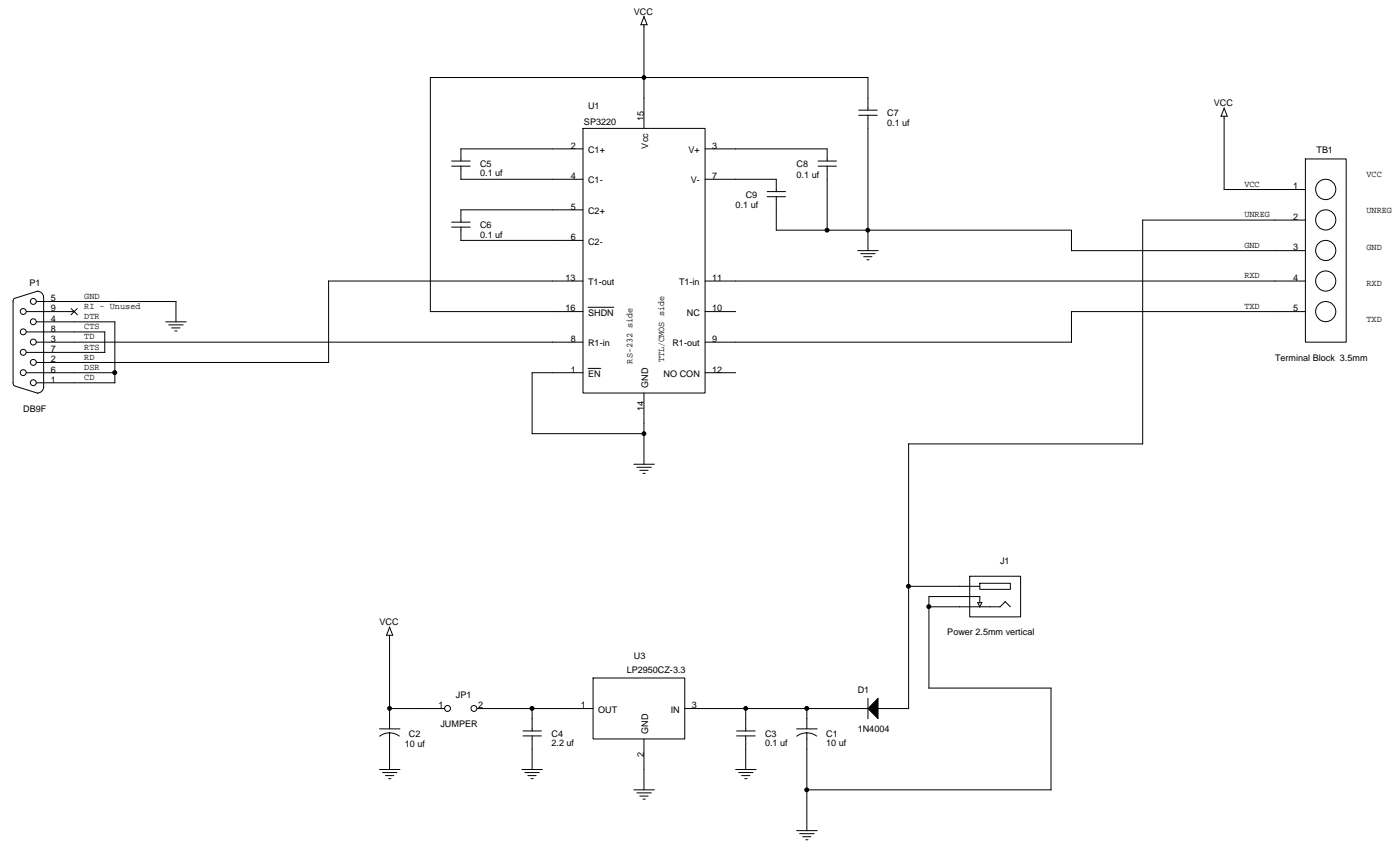 VCC
U1
SP3220
15
Vcc
C7
0.1 uf
VCC
TB1
2 C1+
V+ 3
C5
0.1 uf
C8
0.1 uf
4 C1-
V- 7
C9
0.1 uf
VCC 1
VCC
5 C2+
UNREG 2
UNREG
C6
0.1 uf
6 C2-
GND 3
GND
P1
13 T1-out
T1-in 11
RXD 4
RXD
5 GND
9 RI - Unused
4 DTR
8 CTS
3 TD
7 RTS
2 RD
6 DSR
1 CD
DB9F
16 SHDN
NC 10
TXD 5
TXD
RS-232 side
TTL/CMOS side
8 R1-in
R1-out 9
1 EN
NO CON 12
GND
14
Terminal Block 3.5mm
J1
Power 2.5mm vertical
VCC
U3
LP2950CZ-3.3
JP1
1 2
JUMPER
1 OUT
IN 3
GND
2
D1
1N4004
C2
10 uf
C4
2.2 uf
C3
0.1 uf
C1
10 uf